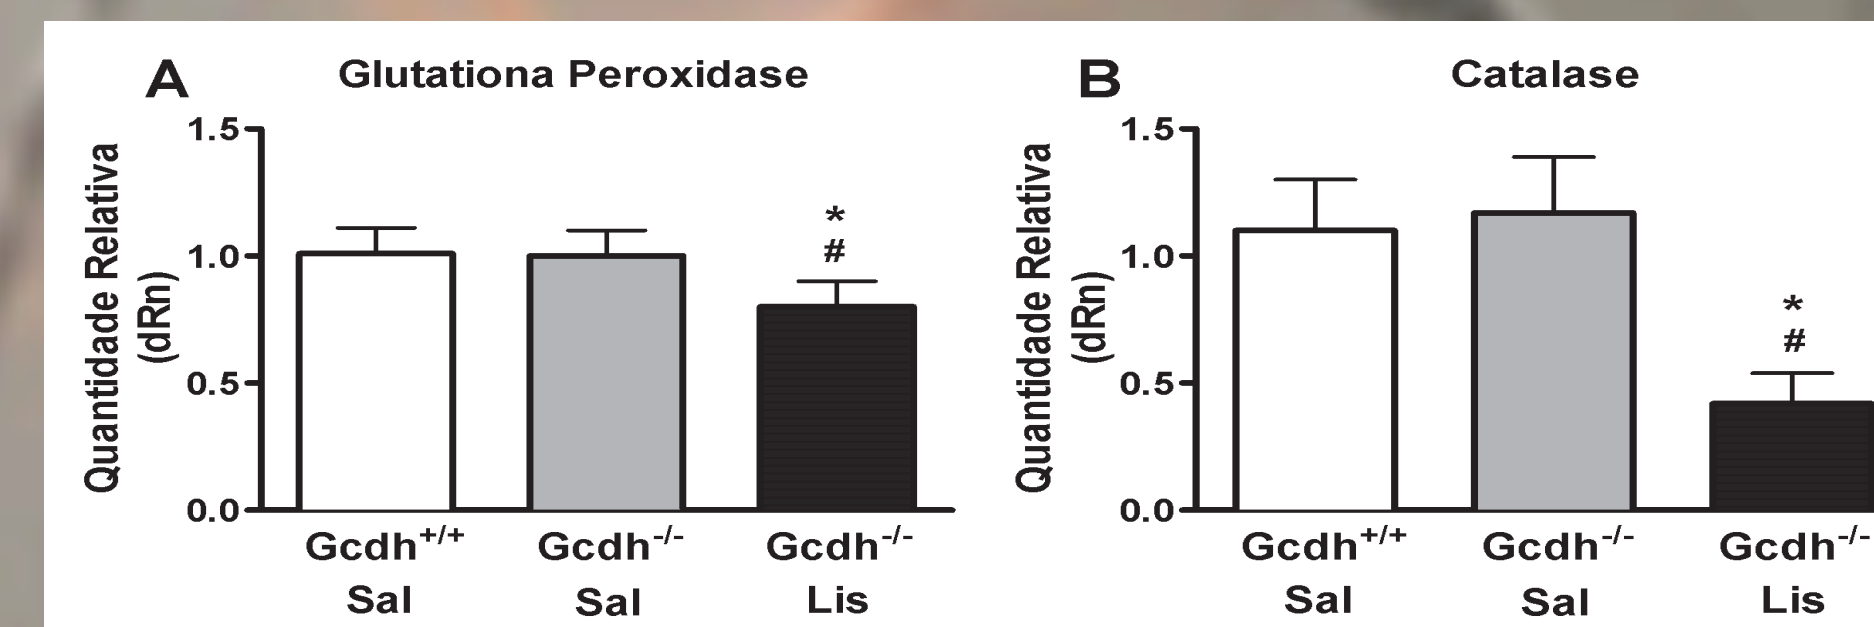 A Glutationa Peroxidase
Quantidade Relativa
(dRn)
1.5
1.0
0.5
0.0
*
#
Gcdh+/+ Gcdh-/- Gcdh-/-
Sal Sal Lis
B Catalase
Quantidade Relativa
(dRn)
1.5
1.0
0.5
0.0
*
#
Gcdh+/+ Gcdh-/- Gcdh-/-
Sal Sal Lis